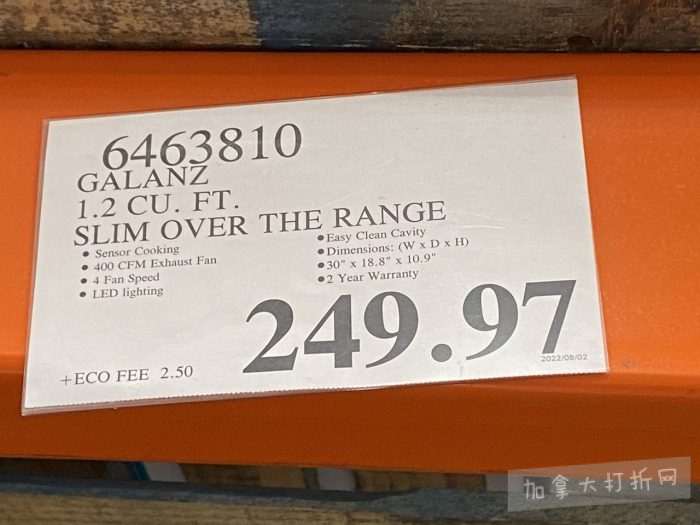 6463810
GALANZ
1.2 CU. FT.
SLIM OVER THE RANGE
● Sensor Cooking
● 400 CFM Exhaust Fan
● 4 Fan Speed
● LED lighting
● Easy Clean Cavity
● Dimensions: (W x D x H)
● 30" x 18.8" x 10.9"
● 2 Year Warranty
249.97
+ECO FEE 2.50
2022/08/02
加拿大打折网